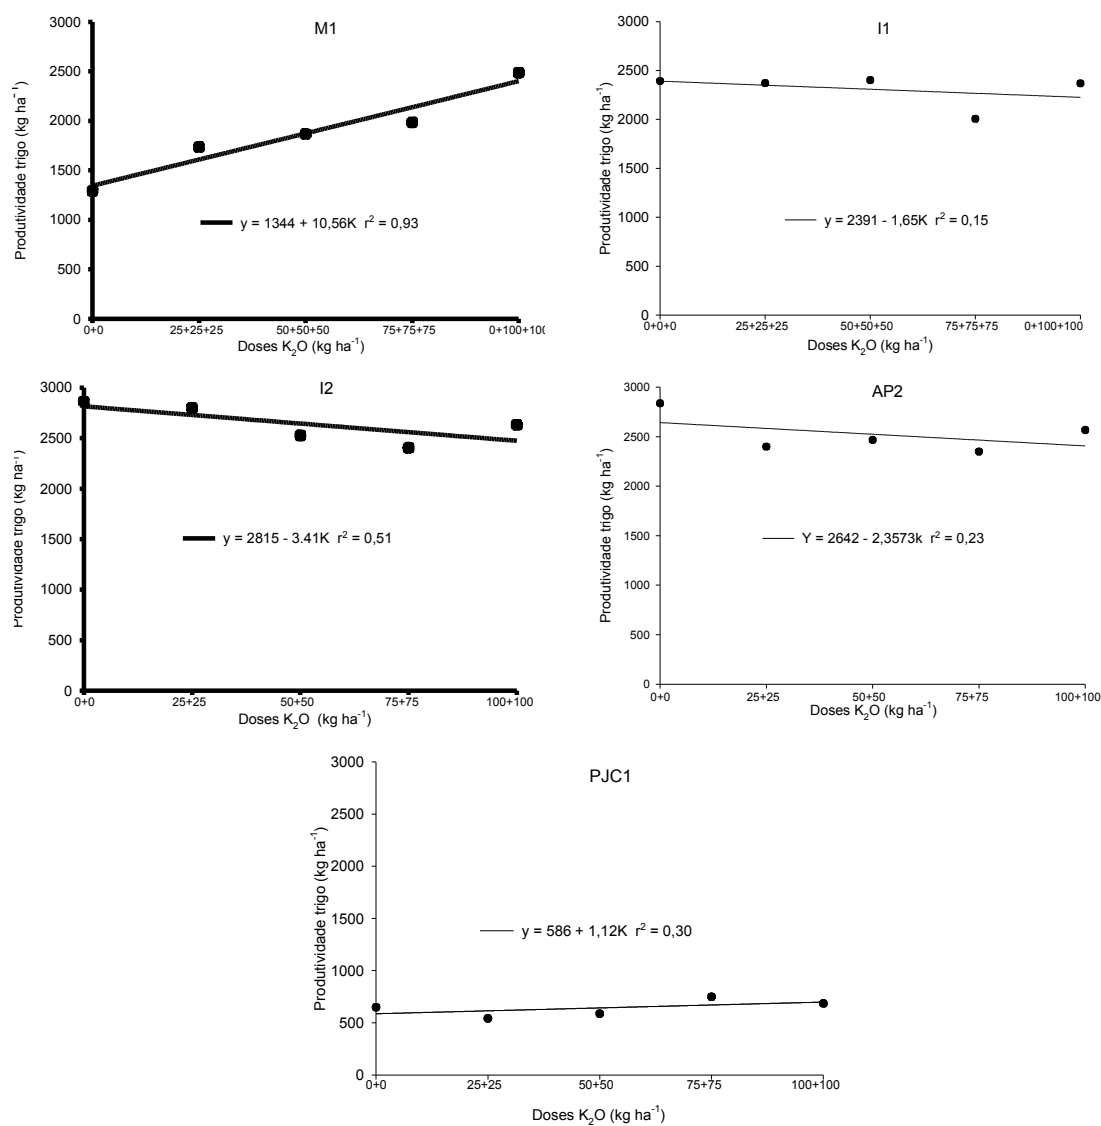 M1
3000
2500
2000
1500
1000
500
0
Produtividade trigo (kg ha⁻¹)
y = 1344 + 10,56K r² = 0,93
0+0 25+25+25 50+50+50 75+75+75 0+100+100
Doses K₂O (kg ha⁻¹)
I1
3000
2500
2000
1500
1000
500
0
Produtividade trigo (kg ha⁻¹)
y = 2391 - 1,65K r² = 0,15
0+0+0 25+25+25 50+50+50 75+75+75 0+100+100
Doses K₂O (kg ha⁻¹)
I2
3000
2500
2000
1500
1000
500
0
Produtividade trigo (kg ha⁻¹)
y = 2815 - 3.41K r² = 0,51
0+0 25+25 50+50 75+75 100+100
Doses K₂O (kg ha⁻¹)
AP2
3000
2500
2000
1500
1000
500
0
Produtividade trigo (kg ha⁻¹)
Y = 2642 - 2,3573k r² = 0,23
0+0 25+25 50+50 75+75 100+100
Doses K₂O (kg ha⁻¹)
PJC1
3000
2500
2000
1500
1000
500
0
Produtividade trigo (kg ha⁻¹)
y = 586 + 1,12K r² = 0,30
0+0 25+25 50+50 75+75 100+100
Doses K₂O (kg ha⁻¹)